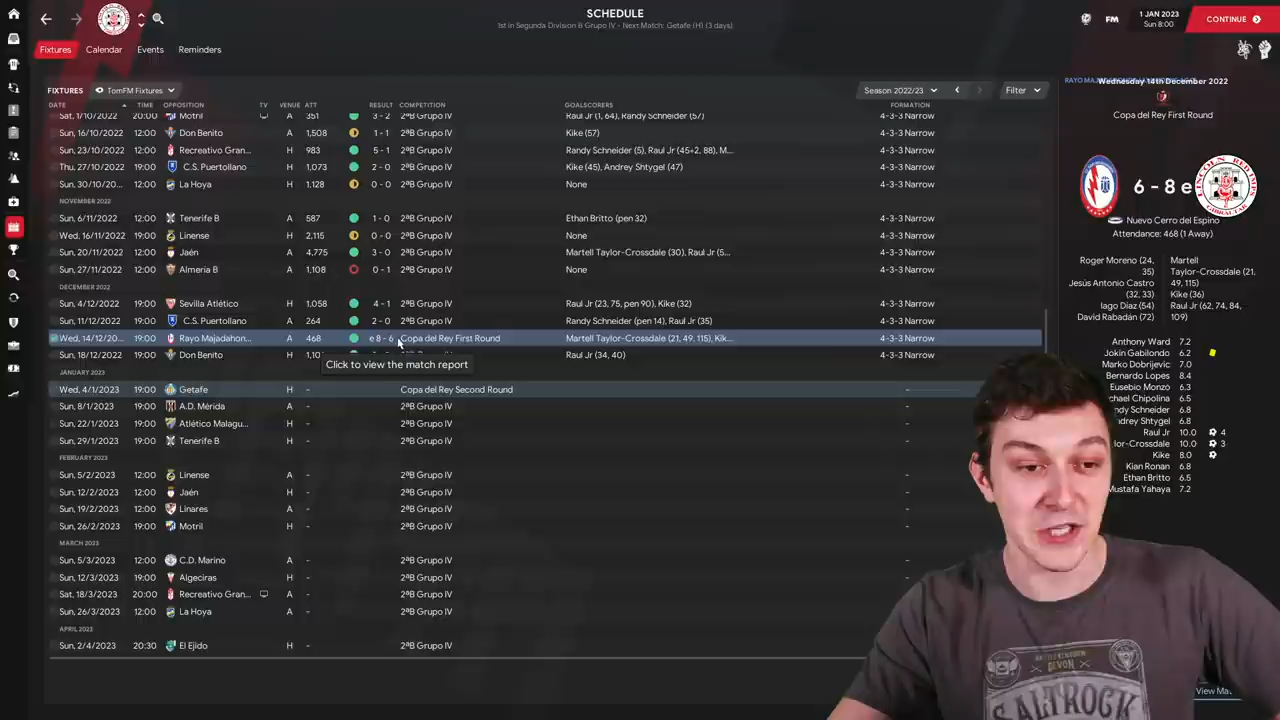 SCHEDULE
1st in Segunda División B Grupo IV - Next Match: Getafe (H) (3 days)
FM
1 JAN 2023
Sun 8:00
CONTINUE
Fixtures Calendar Events Reminders
FIXTURES TomFM Fixtures Season 2022/23 Filter
DATE TIME OPPOSITION TV VENUE ATT RESULT COMPETITION GOALSCORERS FORMATION
Sat, 1/10/2022 20:00 Motril A 351 3 - 2 2ªB Grupo IV Raul Jr (1, 64), Randy Schneider (57) 4-3-3 Narrow
Sun, 16/10/2022 12:00 Don Benito A 1,508 1 - 1 2ªB Grupo IV Kike (57) 4-3-3 Narrow
Sun, 23/10/2022 12:00 Recreativo Gran... H 983 5 - 1 2ªB Grupo IV Randy Schneider (5), Raul Jr (45+2, 88), M... 4-3-3 Narrow
Thu, 27/10/2022 19:00 C.S. Puertollano H 1,073 2 - 0 2ªB Grupo IV Kike (45), Andrey Shtygel (47) 4-3-3 Narrow
Sun, 30/10/20... 12:00 La Hoya H 1,128 0 - 0 2ªB Grupo IV None 4-3-3 Narrow
NOVEMBER 2022
Sun, 6/11/2022 12:00 Tenerife B A 587 1 - 0 2ªB Grupo IV Ethan Britto (pen 32) 4-3-3 Narrow
Wed, 16/11/2022 19:00 Linense H 2,115 0 - 0 2ªB Grupo IV None 4-3-3 Narrow
Sun, 20/11/2022 12:00 Jaén A 4,775 3 - 0 2ªB Grupo IV Martell Taylor-Crossdale (30), Raul Jr (5... 4-3-3 Narrow
Sun, 27/11/2022 12:00 Almeria B A 1,108 0 - 1 2ªB Grupo IV None 4-3-3 Narrow
DECEMBER 2022
Sun, 4/12/2022 19:00 Sevilla Atlético H 1,058 4 - 1 2ªB Grupo IV Raul Jr (23, 75, pen 90), Kike (32) 4-3-3 Narrow
Sun, 11/12/2022 19:00 C.S. Puertollano A 264 2 - 0 2ªB Grupo IV Randy Schneider (pen 14), Raul Jr (35) 4-3-3 Narrow
Wed, 14/12/20... 19:00 Rayo Majadahon... A 468 e 8 - 6 Copa del Rey First Round Martell Taylor-Crossdale (21, 49, 115), Kik... 4-3-3 Narrow
Sun, 18/12/2022 19:00 Don Benito H 2ªB Grupo IV Raul Jr (34, 40) 4-3-3 Narrow
Click to view the match report
JANUARY 2023
Wed, 4/1/2023 19:00 Getafe H - Copa del Rey Second Round -
Sun, 8/1/2023 19:00 A.D. Mérida A - 2ªB Grupo IV -
Sun, 22/1/2023 19:00 Atlético Malagu... H - 2ªB Grupo IV -
Sun, 29/1/2023 19:00 Tenerife B H - 2ªB Grupo IV -
FEBRUARY 2023
Sun, 5/2/2023 12:00 Linense A - 2ªB Grupo IV -
Sun, 12/2/2023 19:00 Jaén H - 2ªB Grupo IV -
Sun, 19/2/2023 12:00 Linares A - 2ªB Grupo IV -
Sun, 26/2/2023 19:00 Motril H - 2ªB Grupo IV -
MARCH 2023
Sun, 5/3/2023 12:00 C.D. Marino A - 2ªB Grupo IV -
Sun, 12/3/2023 19:00 Algeciras H - 2ªB Grupo IV -
Sat, 18/3/2023 20:00 Recreativo Gran... A - 2ªB Grupo IV -
Sun, 26/3/2023 12:00 La Hoya A - 2ªB Grupo IV -
APRIL 2023
Sun, 2/4/2023 20:30 El Ejido H - 2ªB Grupo IV
Wednesday 14th December 2022
Copa del Rey First Round
6 - 8 e
LINCOLN RED IMPS
GIBRALTAR
Nuevo Cerro del Espino
Attendance: 468 (1 Away)
Roger Moreno (24, 35)
Jesús Antonio Castro (32, 33)
Iago Díaz (54)
David Rabadán (72)
Martell Taylor-Crossdale (21, 49, 115)
Kike (36)
Raul Jr (62, 74, 84, 109)
Anthony Ward 7.2
Jokin Gabilondo 6.2
Marko Dobrijevic 7.0
Bernardo Lopes 8.4
Eusebio Monzó 6.3
chael Chipolina 6.5
ndy Schneider 6.8
ndrey Shtygel 6.8
Raul Jr 10.0 4
lor-Crossdale 10.0 3
Kike 8.0
Kian Ronan 6.8
Ethan Britto 6.5
Mustafa Yahaya 7.2
View Mat
DEVON
SALTROCK